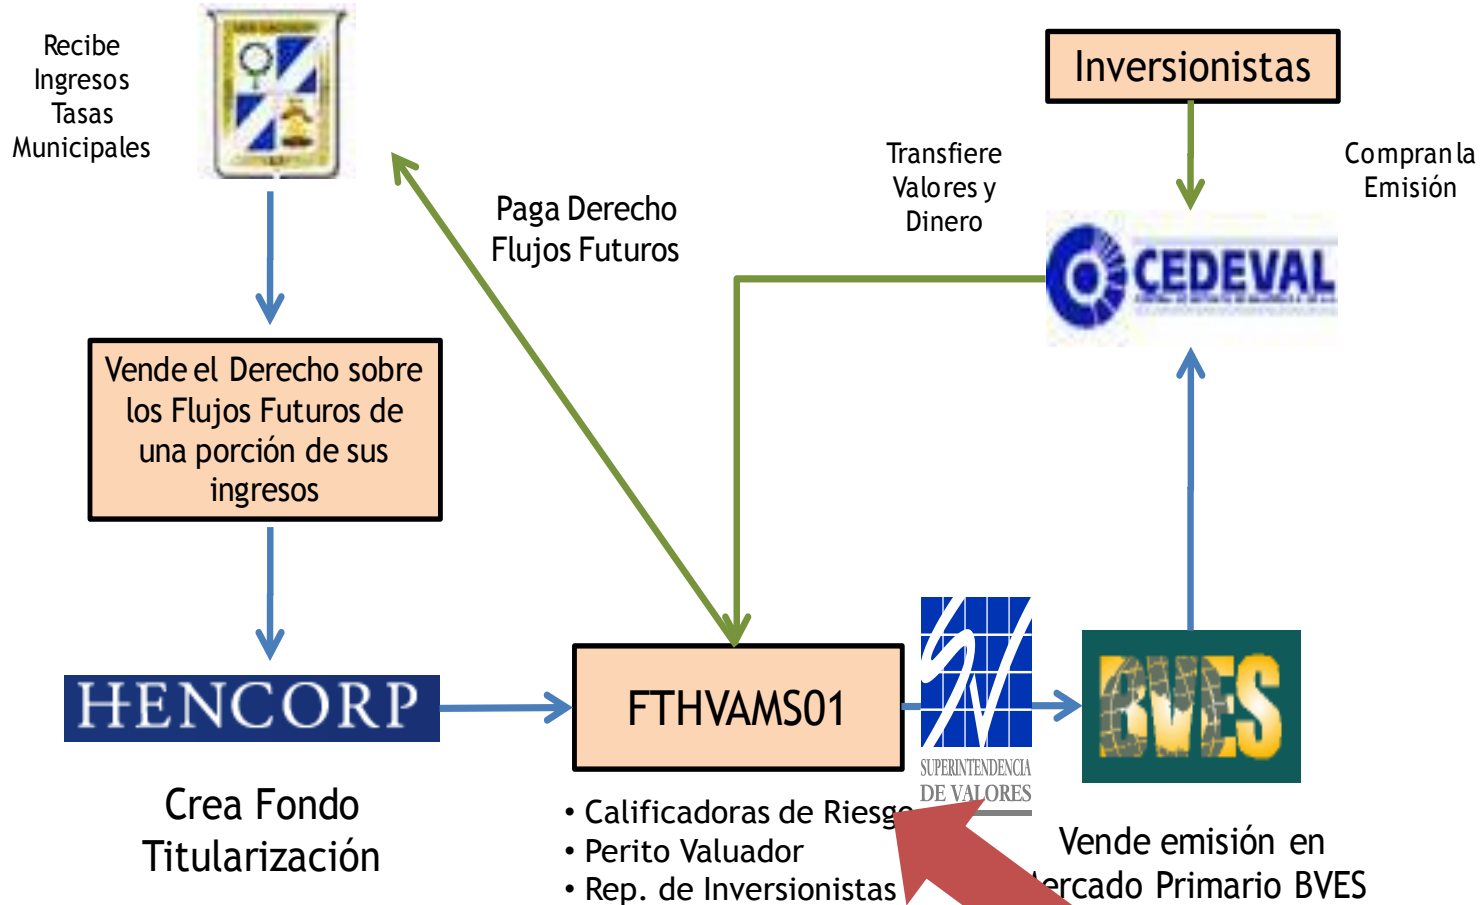 Recibe
Ingresos
Tasas
Municipales
Inversionistas
Transfiere
Valores y
Dinero
Compran la
Emisión
Paga Derecho
Flujos Futuros
CEDEVAL
Vende el Derecho sobre
los Flujos Futuros de
una porción de sus
ingresos
HENCORP
FTHVAMS01
SUPERINTENDENCIA
DE VALORES
BVES
Crea Fondo
Titularización
• Calificadoras de Riesgo
• Perito Valuador
• Rep. de Inversionistas
Vende emisión en
Mercado Primario BVES